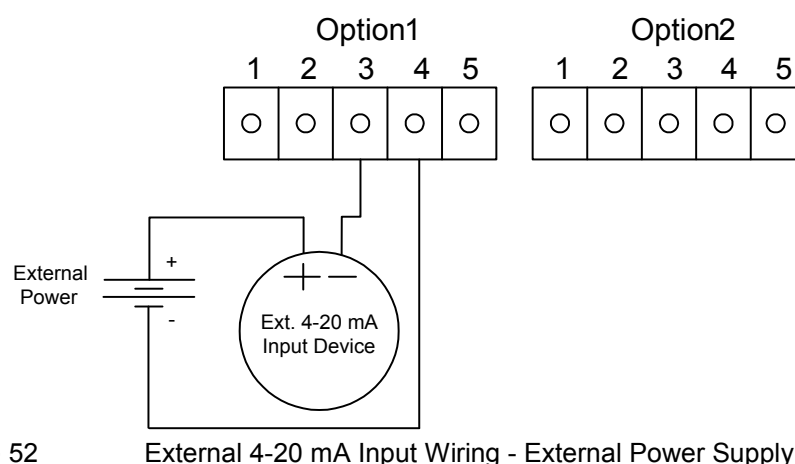 Option1 Option2
1 2 3 4 5 1 2 3 4 5
External
Power
+
-
+ −
Ext. 4-20 mA
Input Device
52 External 4-20 mA Input Wiring - External Power Supply